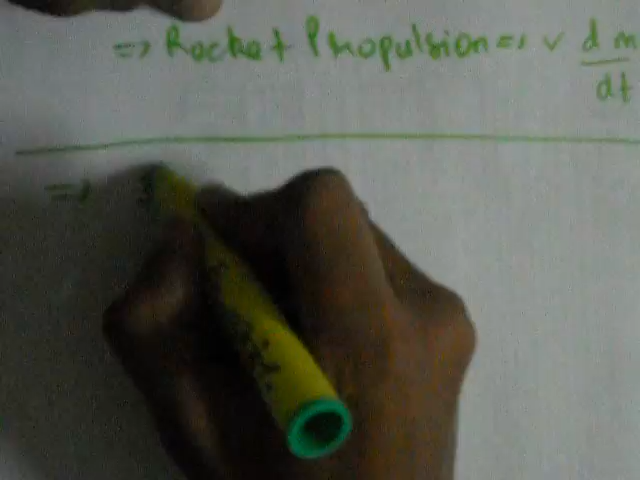 => Rocket Propulsion => v dm/dt
=>